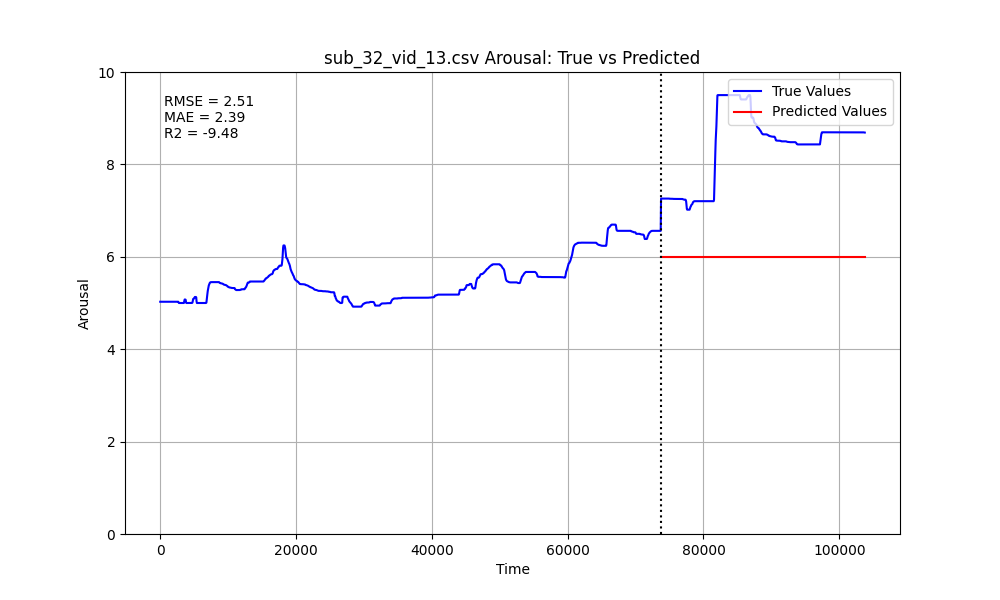 sub_32_vid_13.csv Arousal: True vs Predicted
RMSE = 2.51
MAE = 2.39
R2 = -9.48
True Values
Predicted Values
10
8
6
4
2
0
Arousal
0
20000
40000
60000
80000
100000
Time